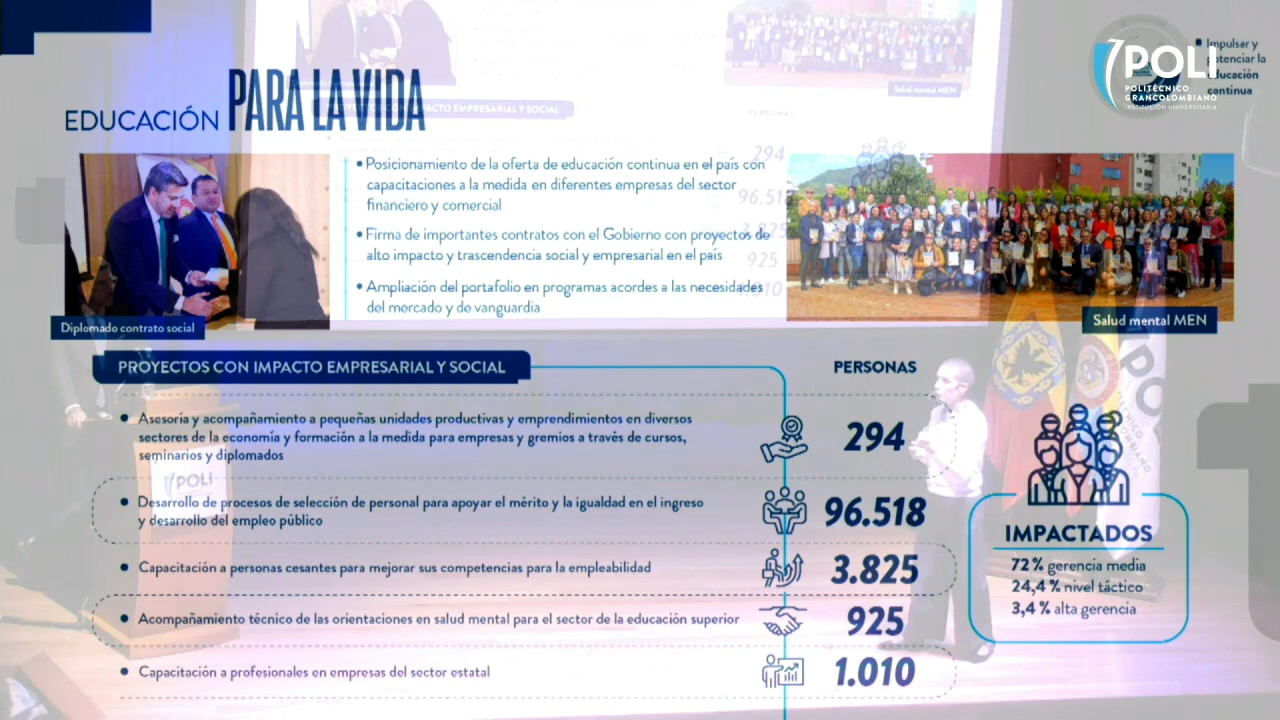 EDUCACIÓN PARA LA VIDA
7POLI
POLITÉCNICO
GRANCOLOMBIANO
INSTITUCIÓN UNIVERSITARIA
Impulsar y
potenciar la
educación
continua
• Posicionamiento de la oferta de educación continua en el país con
capacitaciones a la medida en diferentes empresas del sector
financiero y comercial
• Firma de importantes contratos con el Gobierno con proyectos de
alto impacto y trascendencia social y empresarial en el país
• Ampliación del portafolio en programas acordes a las necesidades
del mercado y de vanguardia
Diplomado contrato social
Salud mental MEN
Salud mental MEN
PERSONAS
294
925
PROYECTOS CON IMPACTO EMPRESARIAL Y SOCIAL
PERSONAS
• Asesoría y acompañamiento a pequeñas unidades productivas y emprendimientos en diversos
sectores de la economía y formación a la medida para empresas y gremios a través de cursos,
seminarios y diplomados
294
• Desarrollo de procesos de selección de personal para apoyar el mérito y la igualdad en el ingreso
y desarrollo del empleo público
96.518
• Capacitación a personas cesantes para mejorar sus competencias para la empleabilidad
3.825
• Acompañamiento técnico de las orientaciones en salud mental para el sector de la educación superior
925
• Capacitación a profesionales en empresas del sector estatal
1.010
IMPACTADOS
72 % gerencia media
24,4 % nivel táctico
3,4 % alta gerencia
7POLI